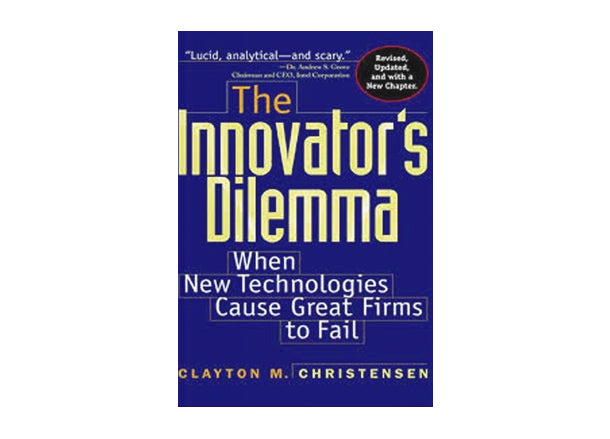 "Lucid, analytical—and scary."
—Dr. Andrew S. Grove
Chairman and CEO, Intel Corporation
Revised,
Updated,
and with a
New Chapter.
The
Innovator's
Dilemma
When
New Technologies
Cause Great Firms
to Fail
CLAYTON M. CHRISTENSEN